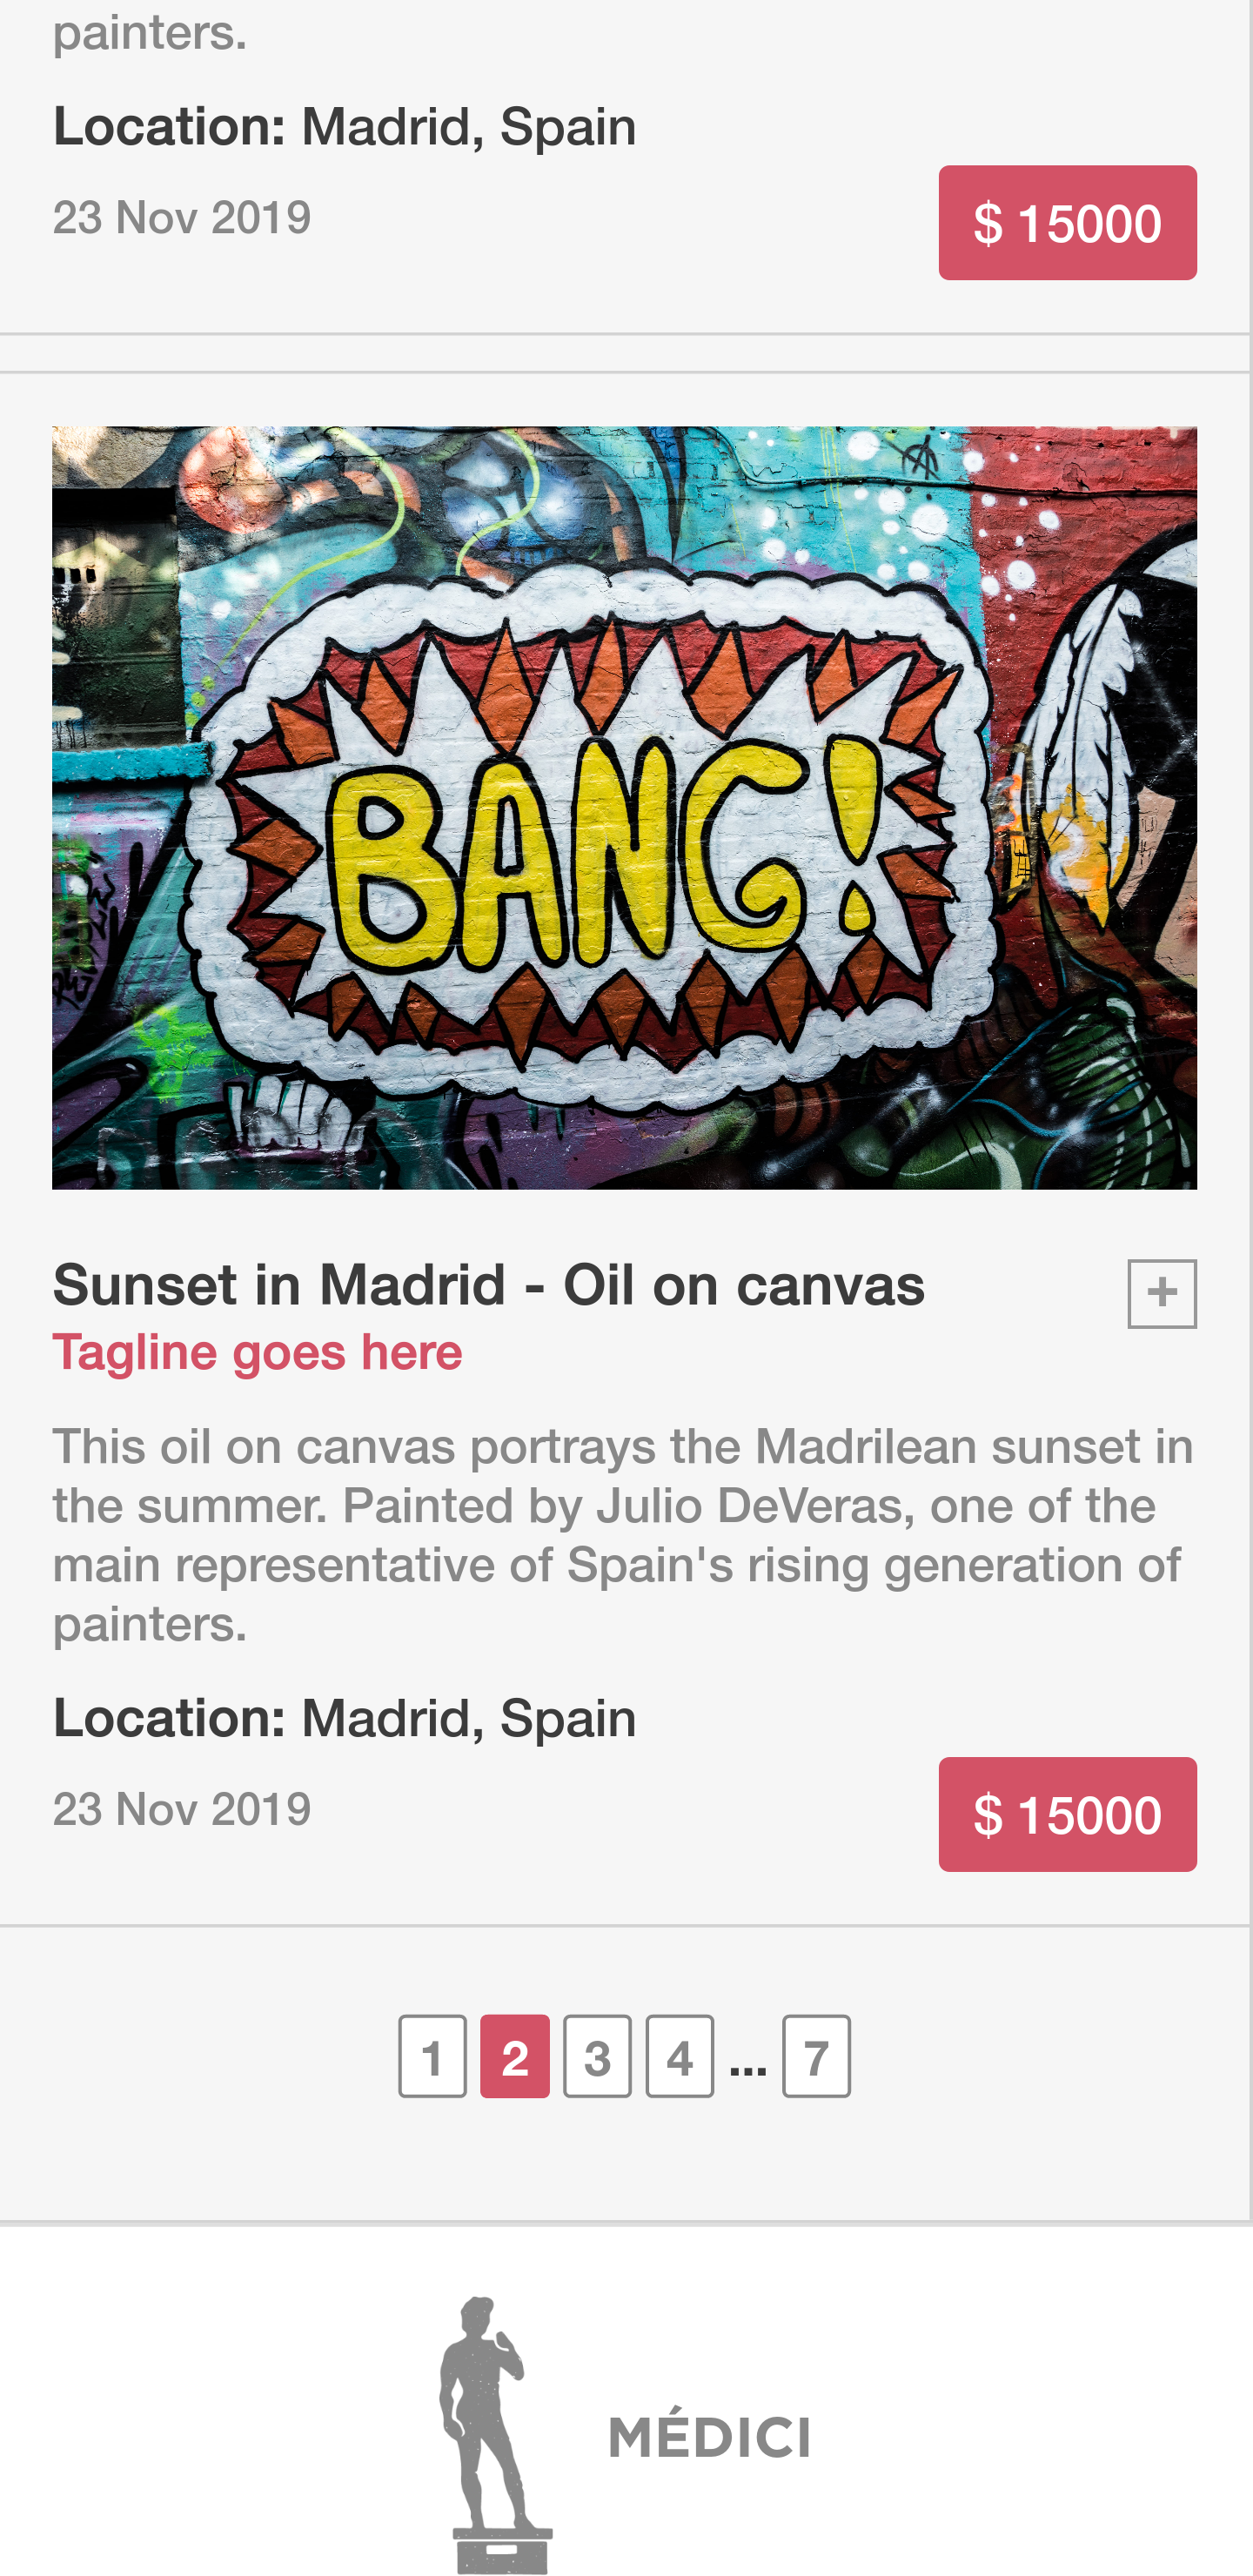 painters.
Location: Madrid, Spain
23 Nov 2019
$ 15000
BANG!
Sunset in Madrid - Oil on canvas
+
Tagline goes here
This oil on canvas portrays the Madrilean sunset in
the summer. Painted by Julio DeVeras, one of the
main representative of Spain's rising generation of
painters.
Location: Madrid, Spain
23 Nov 2019
$ 15000
1 2 3 4 ... 7
MÉDICI